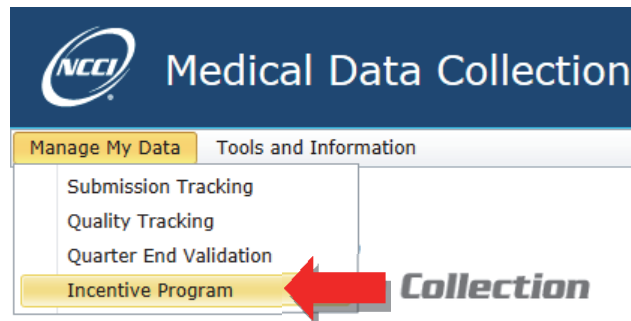 NCCI
Medical Data Collection
Manage My Data Tools and Information
Submission Tracking
Quality Tracking
Quarter End Validation
Incentive Program
Collection